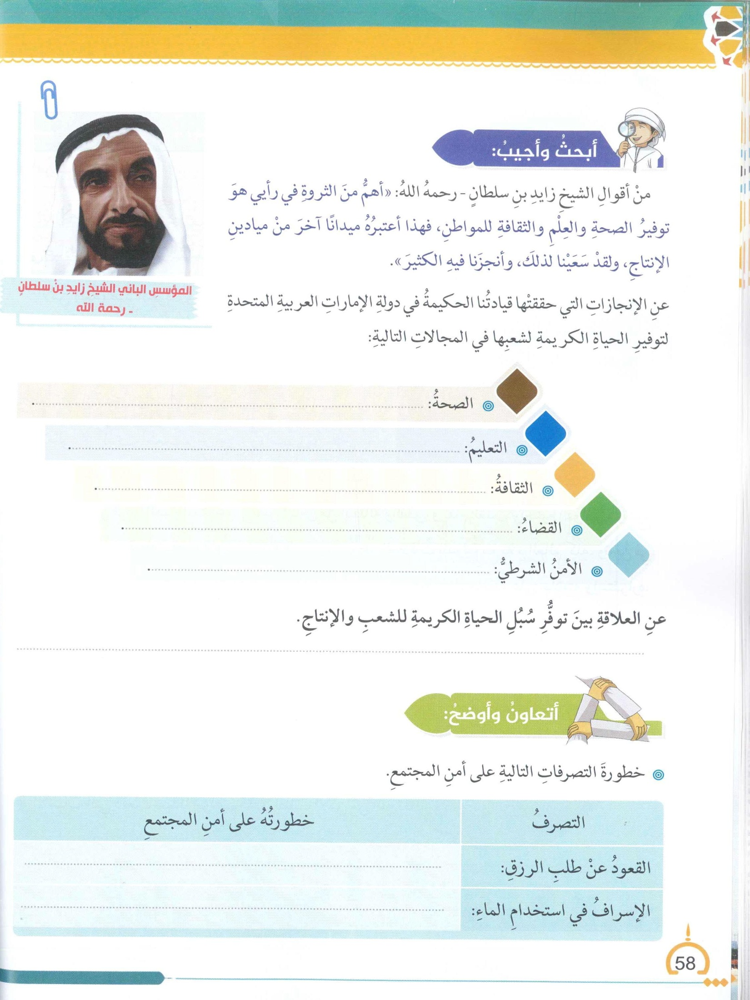 أبحثُ وأجيبُ:
منْ أقوالِ الشيخِ زايدِ بنِ سلطانٍ - رحمهُ اللهُ: «أهمُّ منَ الثروةِ في رأيي هوَ
توفيرُ الصحةِ والعِلْمِ والثقافةِ للمواطنِ، فهذا أعتبرُهُ ميدانًا آخرَ منْ ميادينِ
الإنتاجِ، ولقدْ سَعَيْنا لذلكَ، وأنجزَنا فيهِ الكثيرَ».
المؤسسِ الباني الشيخِ زايدِ بنْ سلطانٍ
ـ رحمة الله
عنِ الإنجازاتِ التي حققتْها قيادتُنا الحكيمةُ في دولةِ الإماراتِ العربيةِ المتحدةِ
لتوفيرِ الحياةِ الكريمةِ لشعبِها في المجالاتِ التاليةِ:
الصحةُ:
التعليمُ:
الثقافةُ:
القضاءُ:
الأمنُ الشرطيُّ:
عنِ العلاقةِ بينَ توفُّرِ سُبُلِ الحياةِ الكريمةِ للشعبِ والإنتاجِ.
أتعاونُ وأوضحُ:
خطورةَ التصرفاتِ التاليةِ على أمنِ المجتمعِ.
التصرفُ
خطورتُهُ على أمنِ المجتمعِ
القعودُ عنْ طلبِ الرزقِ:
الإسرافُ في استخدامِ الماءِ:
58